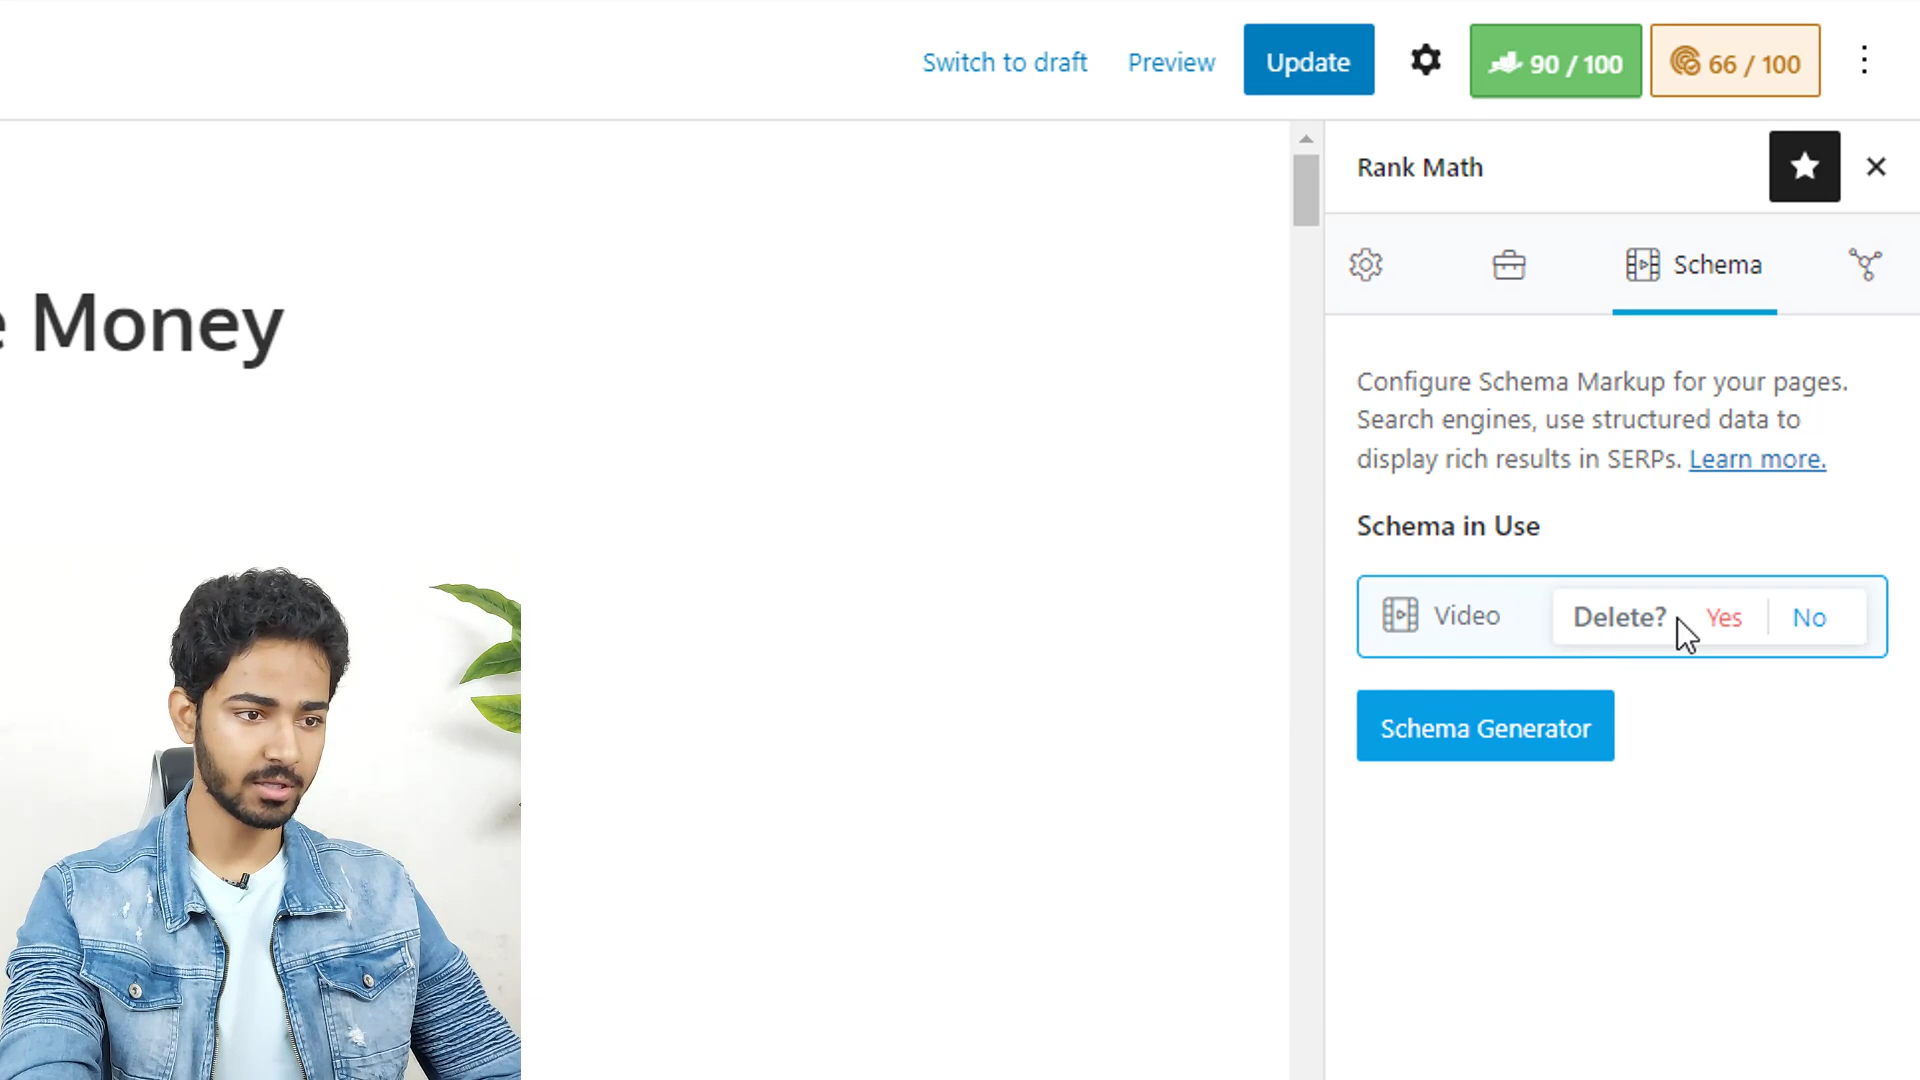 Switch to draft Preview Update 90 / 100 66 / 100
Rank Math
Schema
Money
Configure Schema Markup for your pages.
Search engines, use structured data to
display rich results in SERPs. Learn more.
Schema in Use
Video Delete? Yes No
Schema Generator